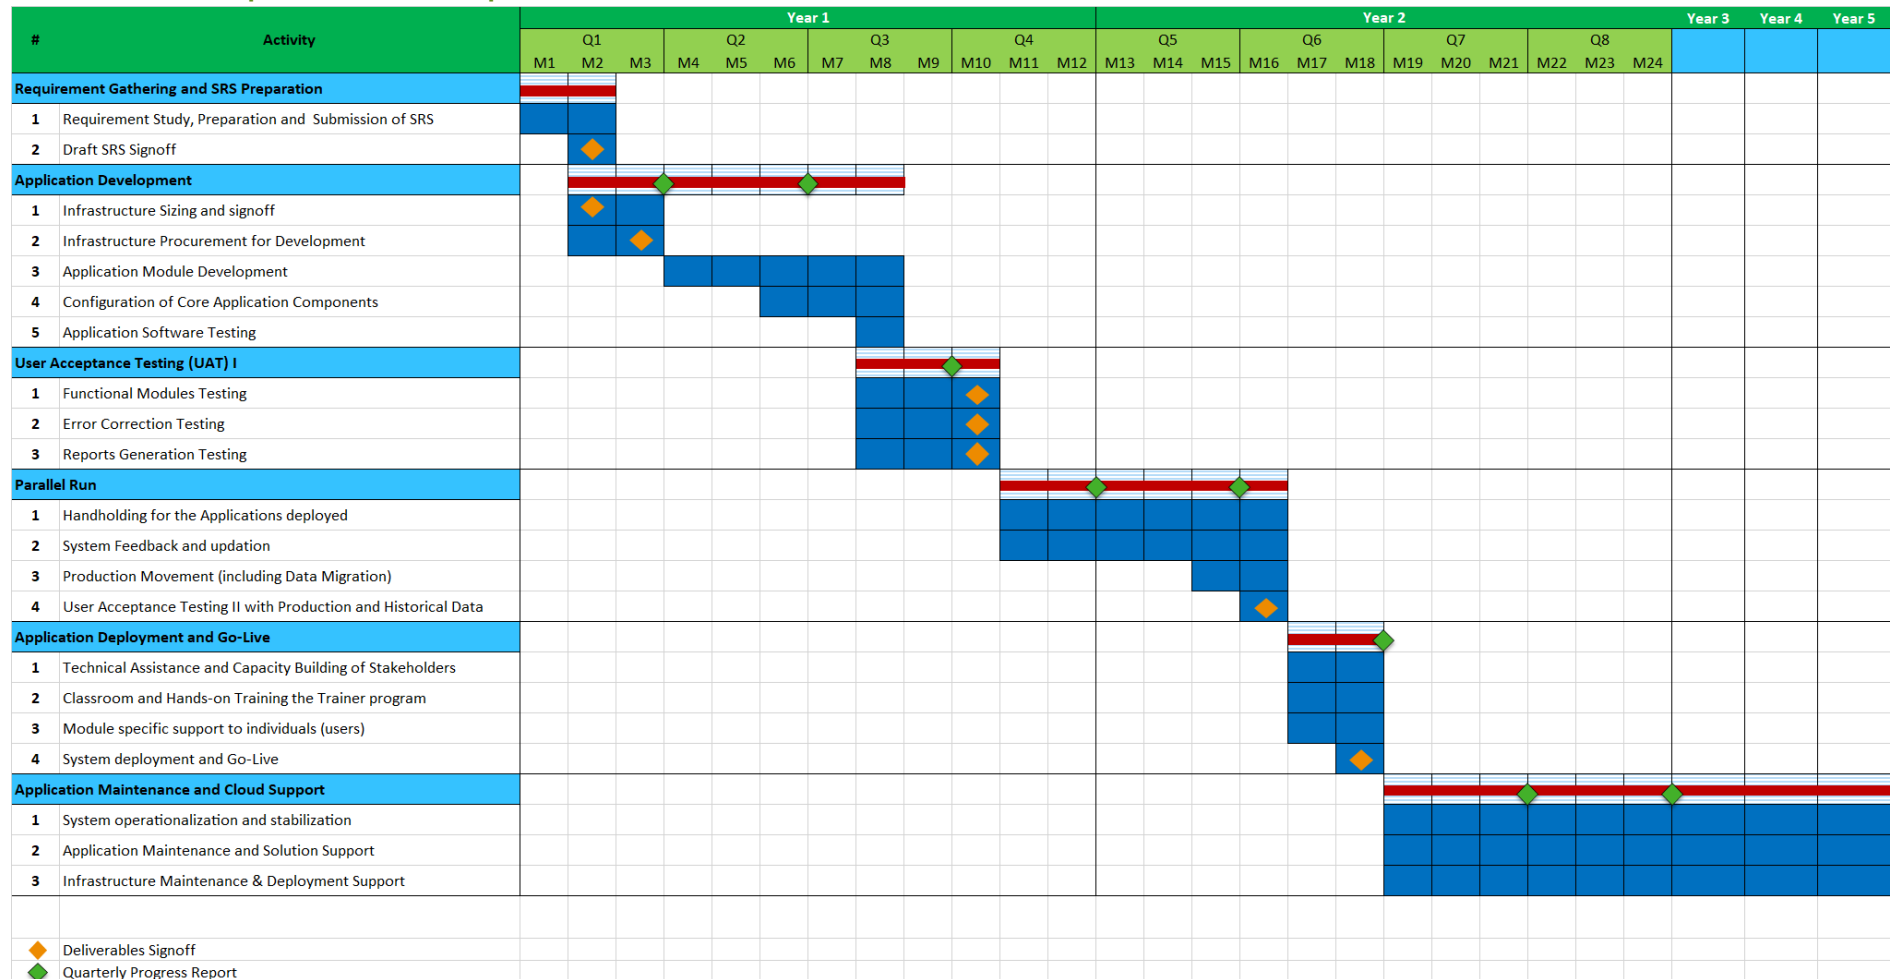 Year 1 Year 2 Year 3 Year 4 Year 5
# Activity Q1 Q2 Q3 Q4 Q5 Q6 Q7 Q8
M1 M2 M3 M4 M5 M6 M7 M8 M9 M10 M11 M12 M13 M14 M15 M16 M17 M18 M19 M20 M21 M22 M23 M24
Requirement Gathering and SRS Preparation
1 Requirement Study, Preparation and Submission of SRS
2 Draft SRS Signoff
Application Development
1 Infrastructure Sizing and signoff
2 Infrastructure Procurement for Development
3 Application Module Development
4 Configuration of Core Application Components
5 Application Software Testing
User Acceptance Testing (UAT) I
1 Functional Modules Testing
2 Error Correction Testing
3 Reports Generation Testing
Parallel Run
1 Handholding for the Applications deployed
2 System Feedback and updation
3 Production Movement (including Data Migration)
4 User Acceptance Testing II with Production and Historical Data
Application Deployment and Go-Live
1 Technical Assistance and Capacity Building of Stakeholders
2 Classroom and Hands-on Training the Trainer program
3 Module specific support to individuals (users)
4 System deployment and Go-Live
Application Maintenance and Cloud Support
1 System operationalization and stabilization
2 Application Maintenance and Solution Support
3 Infrastructure Maintenance & Deployment Support
Deliverables Signoff
Quarterly Progress Report